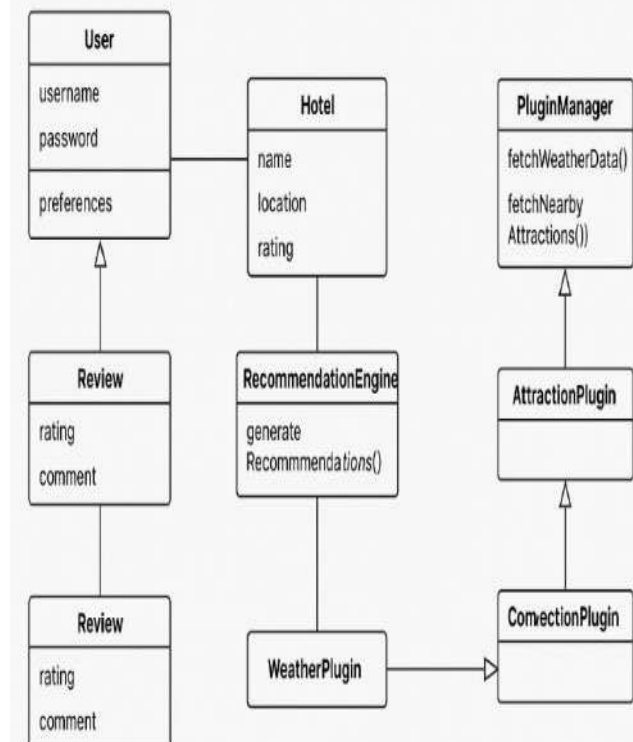 User
username
password
preferences
Hotel
name
location
rating
PluginManager
fetchWeatherData()
fetchNearby
Attractions())
Review
rating
comment
RecommendationEngine
generate
Recommmendations()
AttractionPlugin
Review
rating
comment
WeatherPlugin